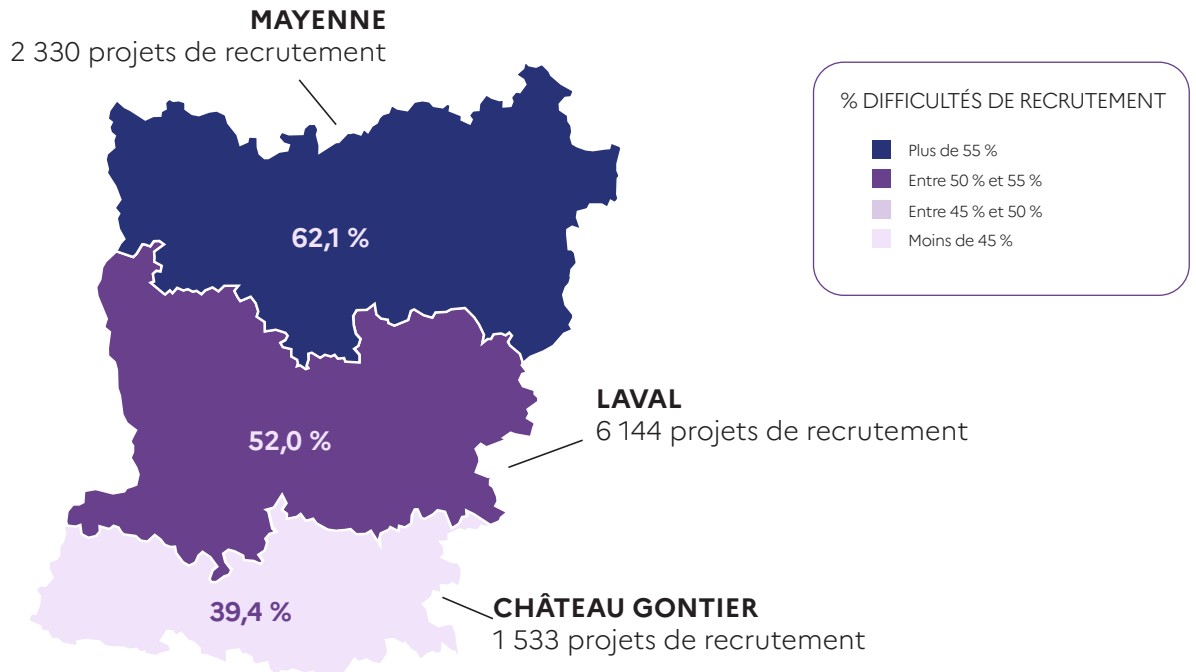 MAYENNE
2 330 projets de recrutement
% DIFFICULTÉS DE RECRUTEMENT
Plus de 55 %
Entre 50 % et 55 %
Entre 45 % et 50 %
Moins de 45 %
62,1 %
LAVAL
6 144 projets de recrutement
52,0 %
39,4 %
CHÂTEAU GONTIER
1 533 projets de recrutement